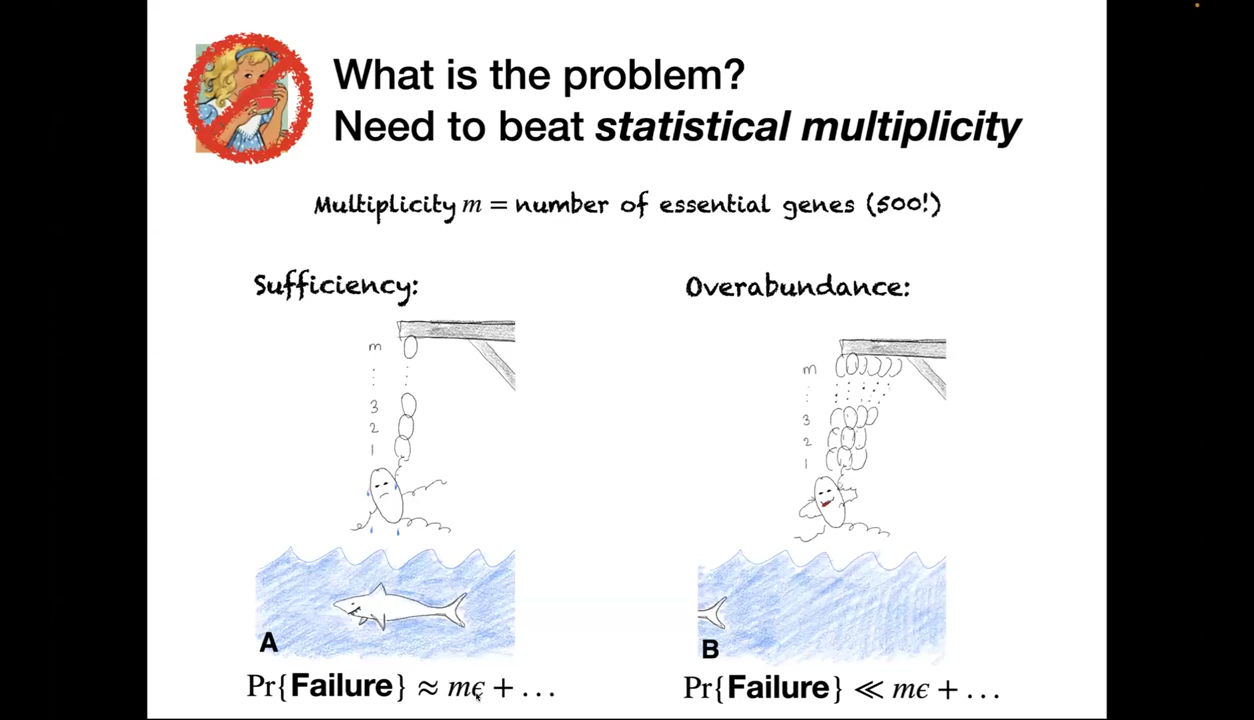 What is the problem?
Need to beat statistical multiplicity
Multiplicity m = number of essential genes (500!)
Sufficiency:
m
3
2
1
A
Pr{Failure} ≈ mϵ + …
Overabundance:
m
3
2
1
B
Pr{Failure} ≪ mϵ + …